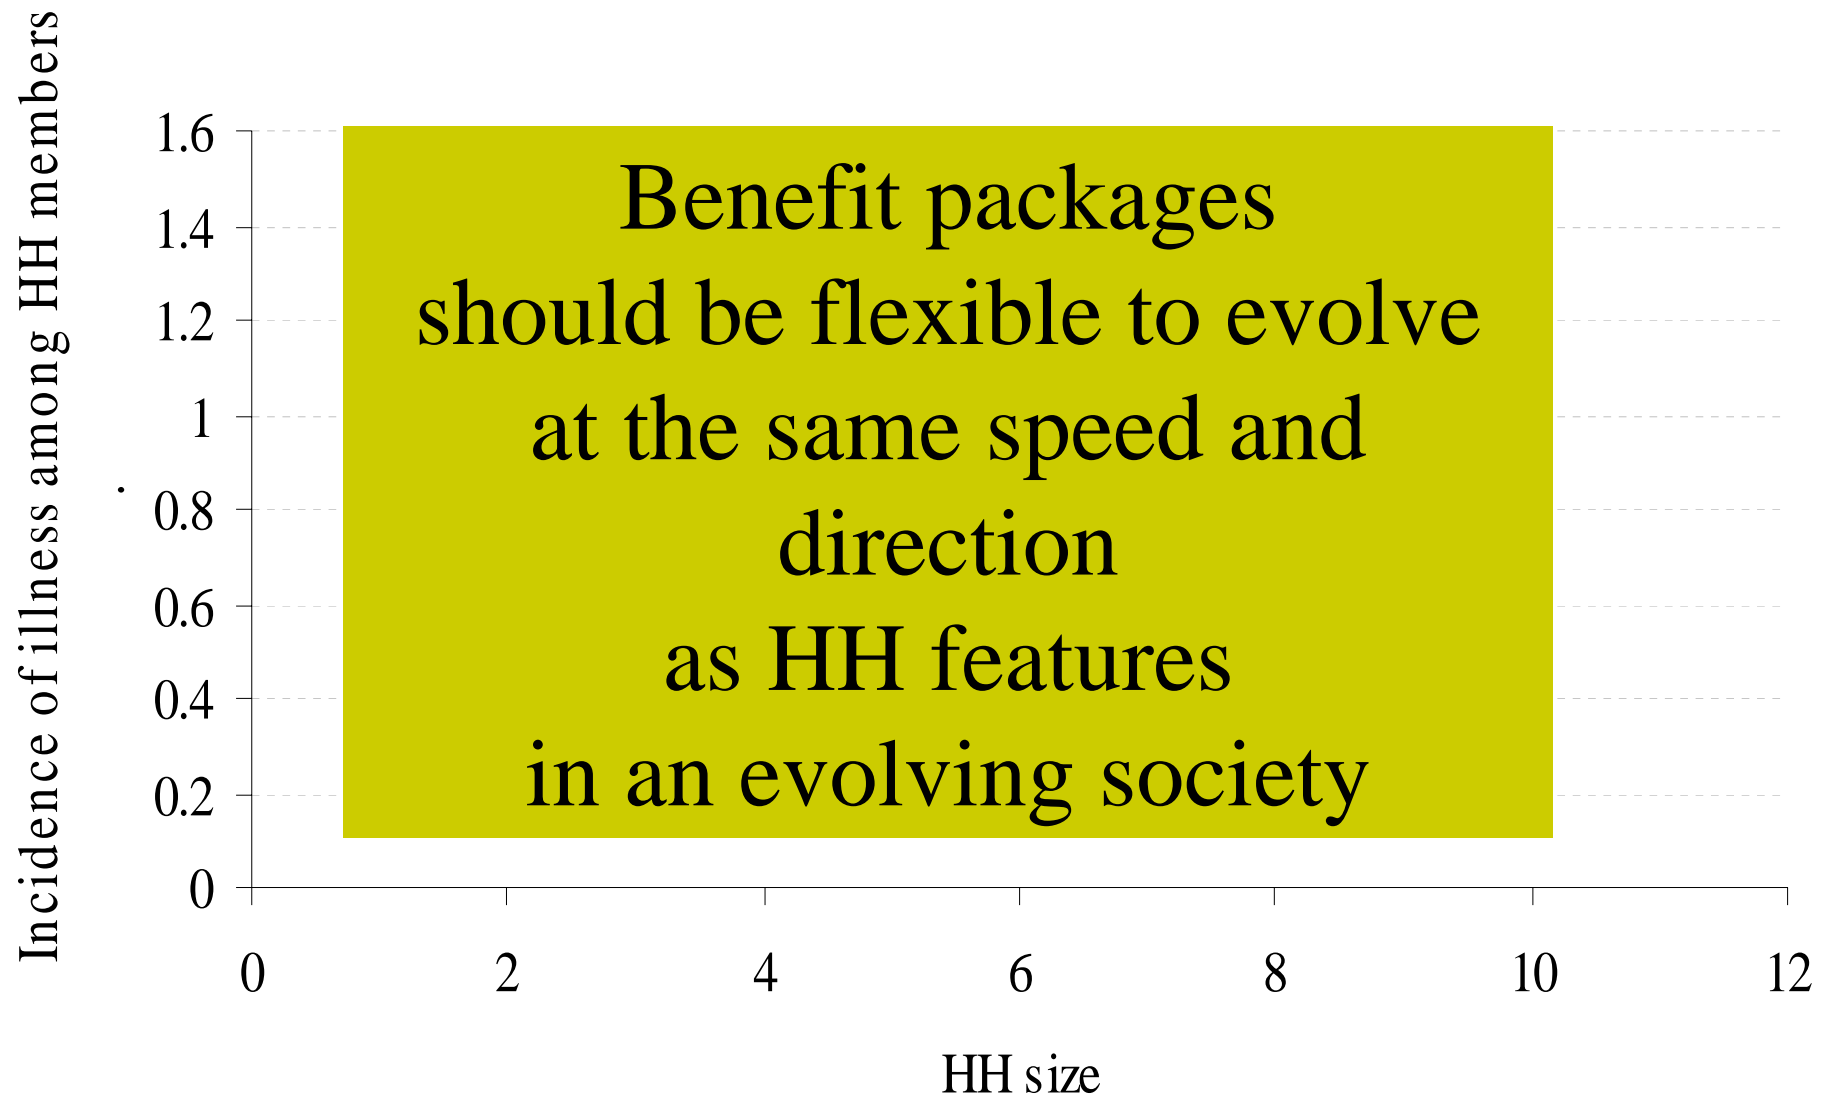 Incidence of illness among HH members
1.6
1.4
1.2
1
0.8
0.6
0.4
0.2
0
Benefit packages
should be flexible to evolve
at the same speed and
direction
as HH features
in an evolving society
0 2 4 6 8 10 12
HH size